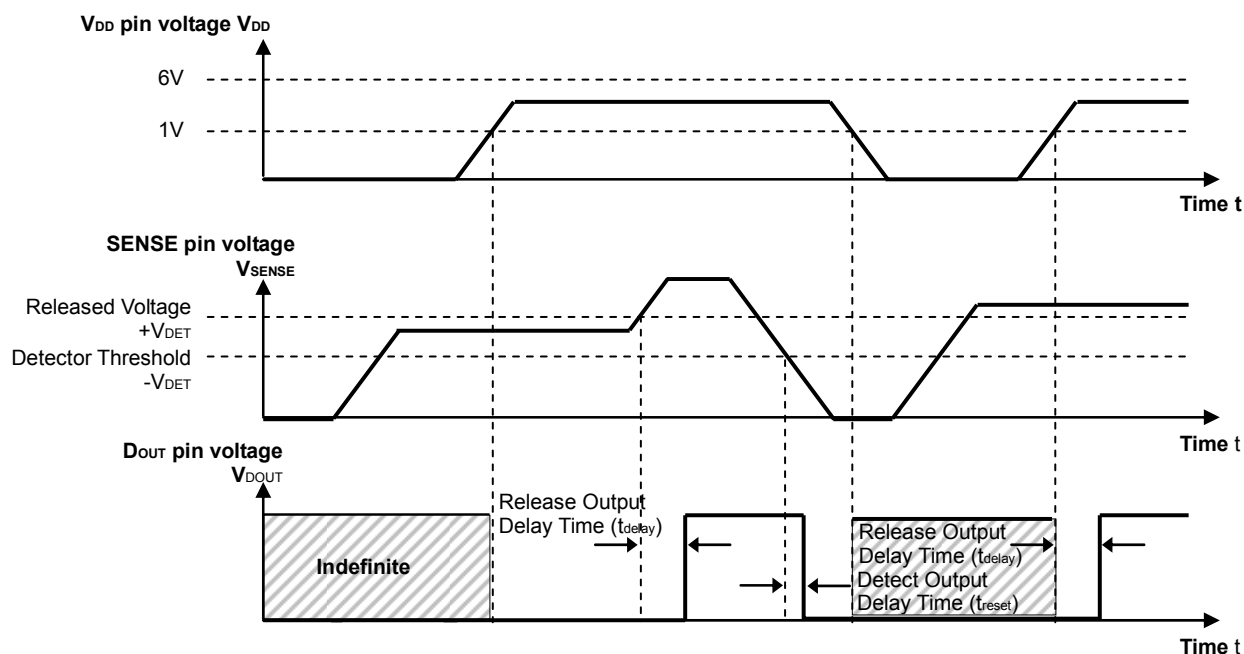 VDD pin voltage VDD
6V
1V
Time t
SENSE pin voltage
VSENSE
Released Voltage
+VDET
Detector Threshold
-VDET
Time t
DOUT pin voltage
VDOUT
Release Output
Delay Time (tdelay)
Indefinite
Release Output
Delay Time (tdelay)
Detect Output
Delay Time (treset)
Time t